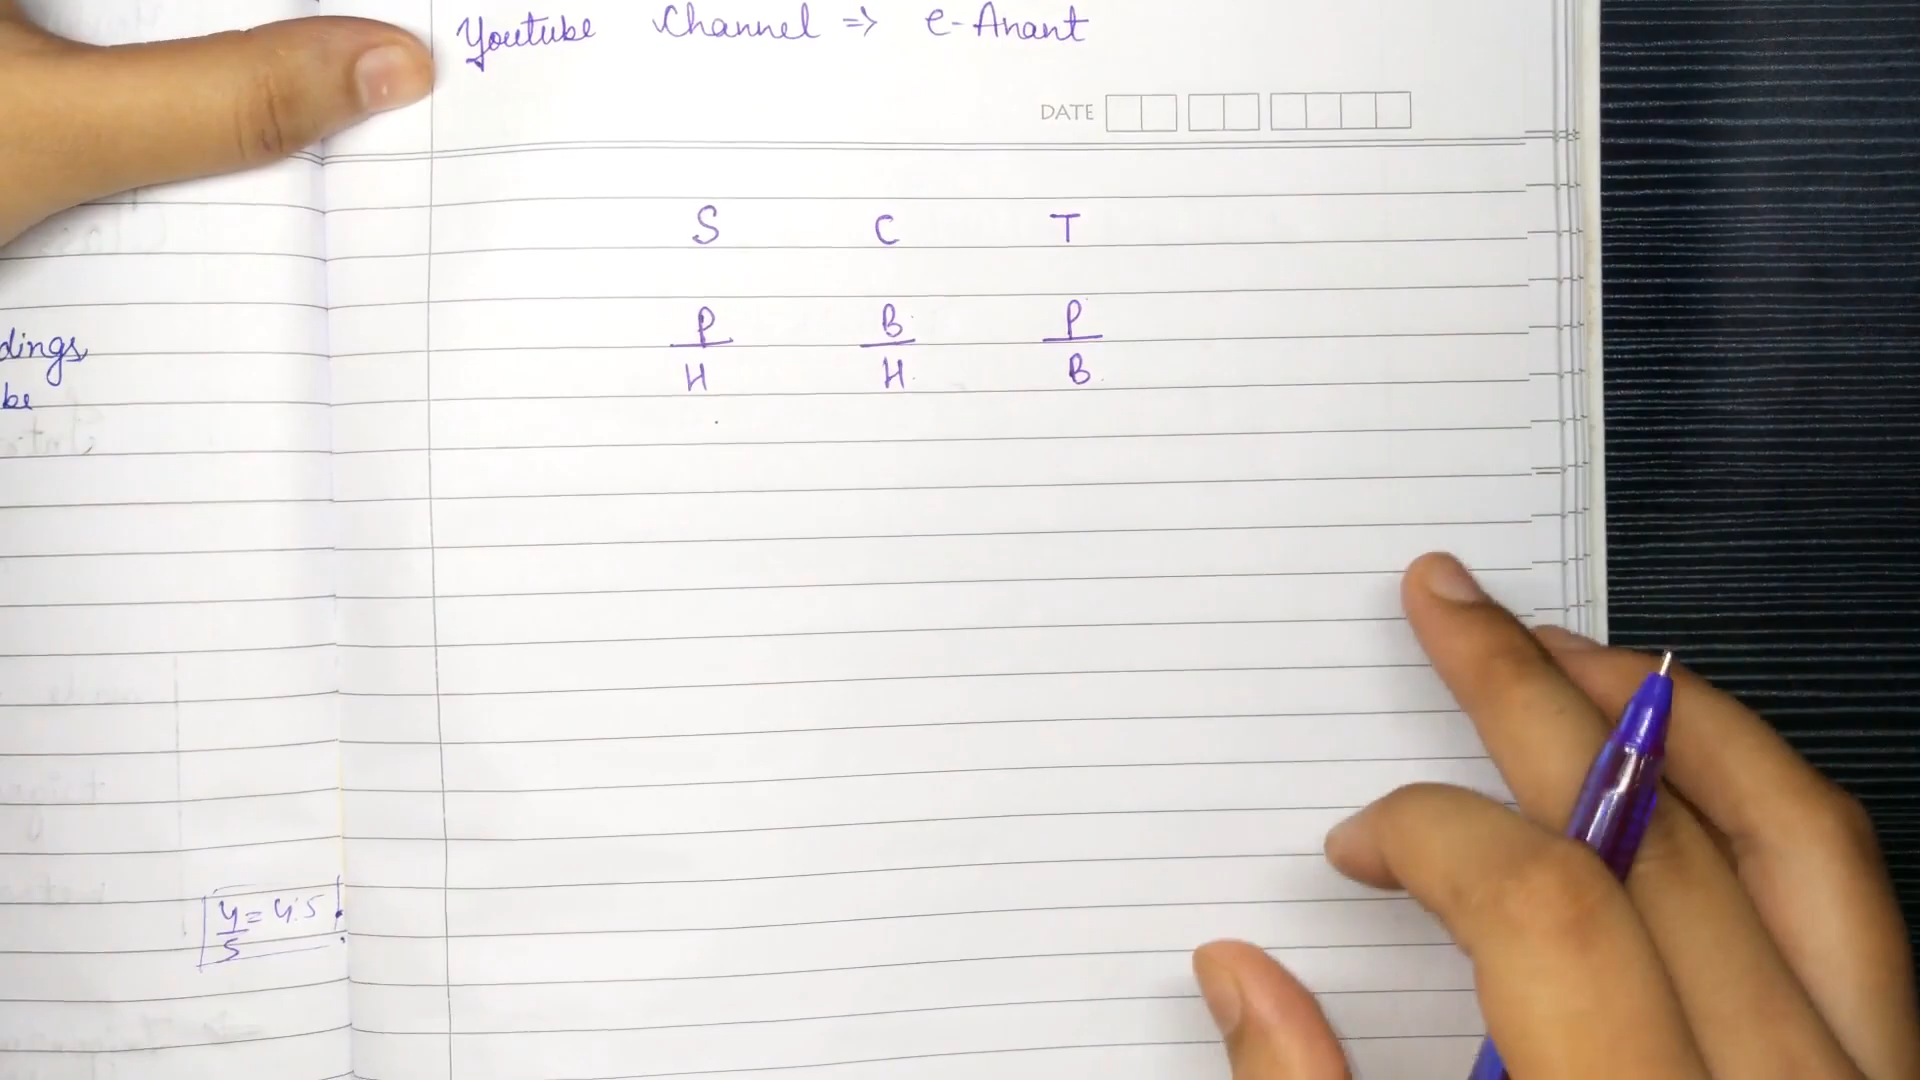 Youtube Channel => e-Anant
DATE
S C T
P B P
H H B
dings
be
y = 4.5
5